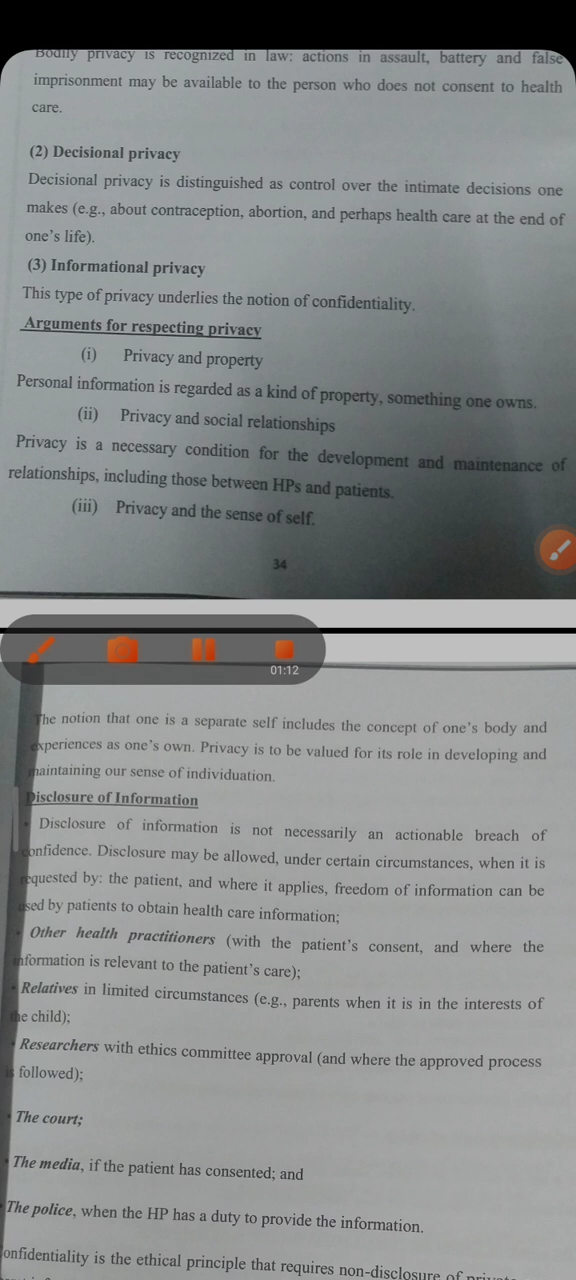 Bodily privacy is recognized in law: actions in assault, battery and false
imprisonment may be available to the person who does not consent to health
care.
(2) Decisional privacy
Decisional privacy is distinguished as control over the intimate decisions one
makes (e.g., about contraception, abortion, and perhaps health care at the end of
one's life).
(3) Informational privacy
This type of privacy underlies the notion of confidentiality.
Arguments for respecting privacy
(i) Privacy and property
Personal information is regarded as a kind of property, something one owns.
(ii) Privacy and social relationships
Privacy is a necessary condition for the development and maintenance of
relationships, including those between HPs and patients.
(iii) Privacy and the sense of self.
34
01:12
The notion that one is a separate self includes the concept of one's body and
experiences as one's own. Privacy is to be valued for its role in developing and
maintaining our sense of individuation.
Disclosure of Information
• Disclosure of information is not necessarily an actionable breach of
confidence. Disclosure may be allowed, under certain circumstances, when it is
requested by: the patient, and where it applies, freedom of information can be
used by patients to obtain health care information;
• Other health practitioners (with the patient's consent, and where the
information is relevant to the patient's care);
• Relatives in limited circumstances (e.g., parents when it is in the interests of
the child);
• Researchers with ethics committee approval (and where the approved process
is followed);
• The court;
• The media, if the patient has consented; and
• The police, when the HP has a duty to provide the information.
onfidentiality is the ethical principle that requires non-disclosure of